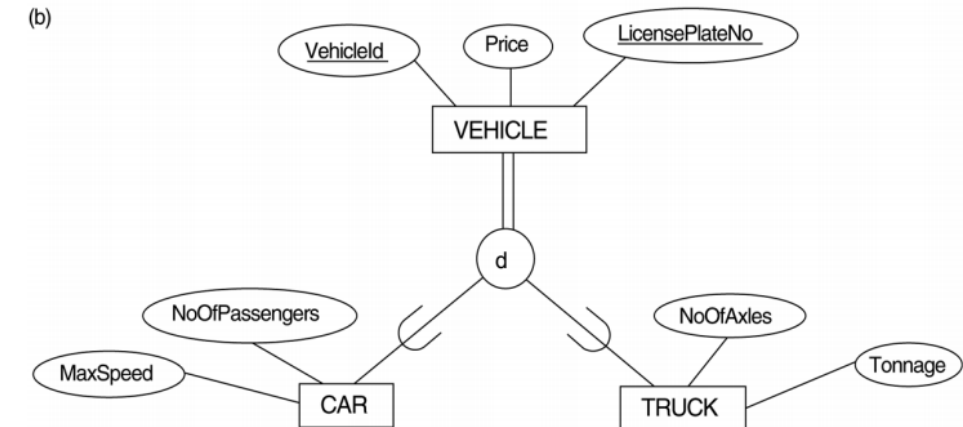 (b)
VehicleId
Price
LicensePlateNo
VEHICLE
d
NoOfPassengers
NoOfAxles
MaxSpeed
Tonnage
CAR
TRUCK